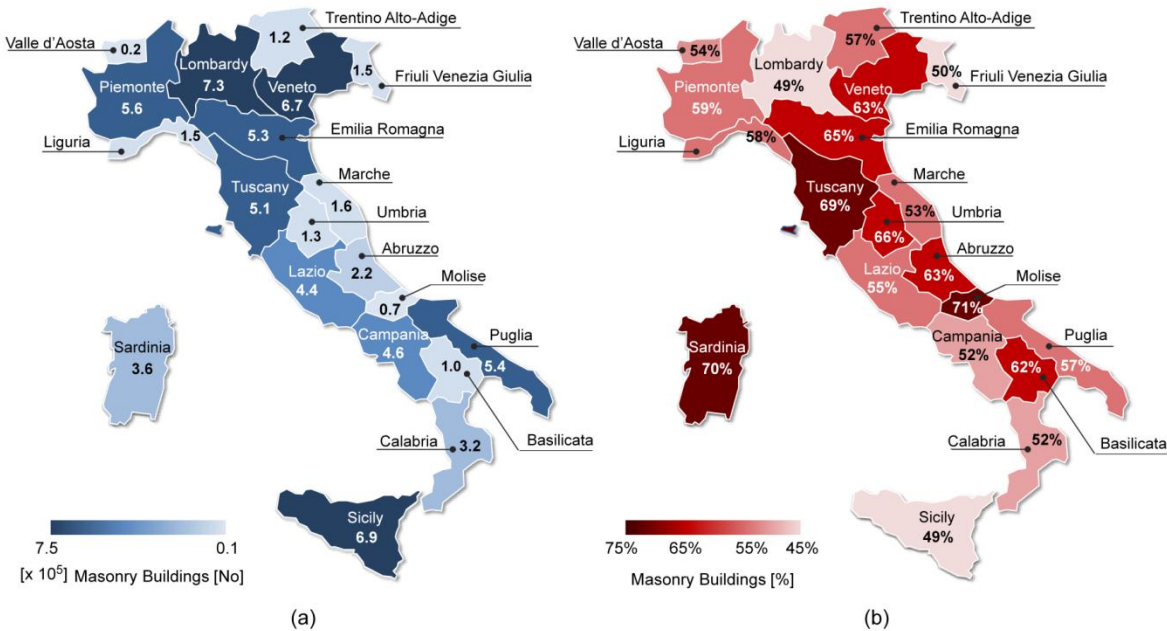 Trentino Alto-Adige
Valle d'Aosta
0.2
1.2
Lombardy
7.3
1.5
Friuli Venezia Giulia
Piemonte
5.6
Veneto
6.7
1.5
5.3
Emilia Romagna
Liguria
Tuscany
5.1
Marche
1.6
Umbria
1.3
Abruzzo
2.2
Lazio
4.4
Molise
0.7
Campania
4.6
Puglia
5.4
1.0
Sardinia
3.6
Basilicata
Calabria
3.2
Sicily
6.9
7.5
0.1
[x 10⁵] Masonry Buildings [No]
(a)
Trentino Alto-Adige
Valle d'Aosta
54%
57%
Lombardy
49%
50%
Friuli Venezia Giulia
Piemonte
59%
Veneto
63%
58%
65%
Emilia Romagna
Liguria
Tuscany
69%
Marche
53%
Umbria
66%
Abruzzo
63%
Lazio
55%
Molise
71%
Campania
52%
Puglia
57%
62%
Sardinia
70%
Basilicata
Calabria
52%
Sicily
49%
75%
65%
55%
45%
Masonry Buildings [%]
(b)